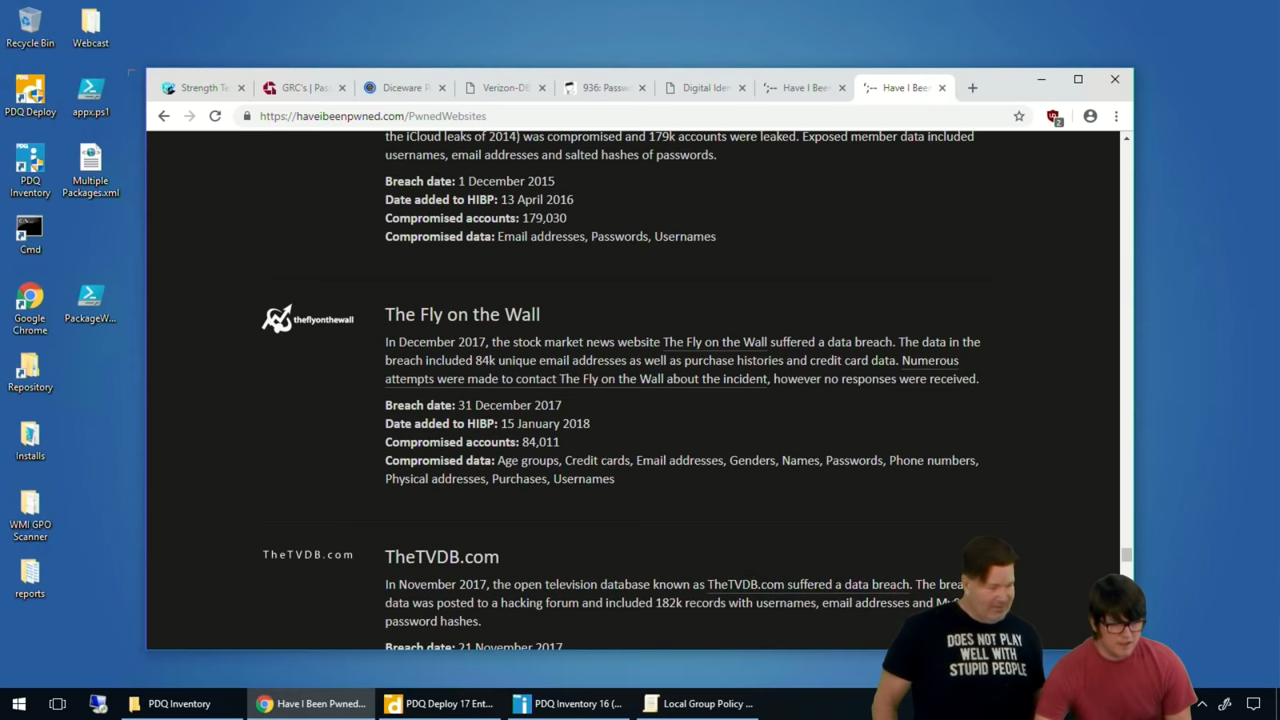 Recycle Bin
Webcast
PDQ Deploy
appx.ps1
PDQ
Inventory
Multiple
Packages.xml
Cmd
Google
Chrome
PackageW...
Repository
Installs
WMI GPO
Scanner
reports
Strength Te
GRC's | Pass
Diceware P
Verizon-DB
936: Passw
Digital Iden
Have I Been
Have I Been
https://haveibeenpwned.com/PwnedWebsites
2
the iCloud leaks of 2014) was compromised and 179k accounts were leaked. Exposed member data included
usernames, email addresses and salted hashes of passwords.
Breach date: 1 December 2015
Date added to HIBP: 13 April 2016
Compromised accounts: 179,030
Compromised data: Email addresses, Passwords, Usernames
theflyonthewall
The Fly on the Wall
In December 2017, the stock market news website The Fly on the Wall suffered a data breach. The data in the
breach included 84k unique email addresses as well as purchase histories and credit card data. Numerous
attempts were made to contact The Fly on the Wall about the incident, however no responses were received.
Breach date: 31 December 2017
Date added to HIBP: 15 January 2018
Compromised accounts: 84,011
Compromised data: Age groups, Credit cards, Email addresses, Genders, Names, Passwords, Phone numbers,
Physical addresses, Purchases, Usernames
TheTVDB.com
TheTVDB.com
In November 2017, the open television database known as TheTVDB.com suffered a data breach. The
data was posted to a hacking forum and included 182k records with usernames, email addresses and
password hashes.
Breach date: 21 November 2017
DOES NOT PLAY
WELL WITH
STUPID PEOPLE
PDQ Inventory
Have I Been Pwned...
PDQ Deploy 17 Ent...
PDQ Inventory 16 (...
Local Group Policy ...